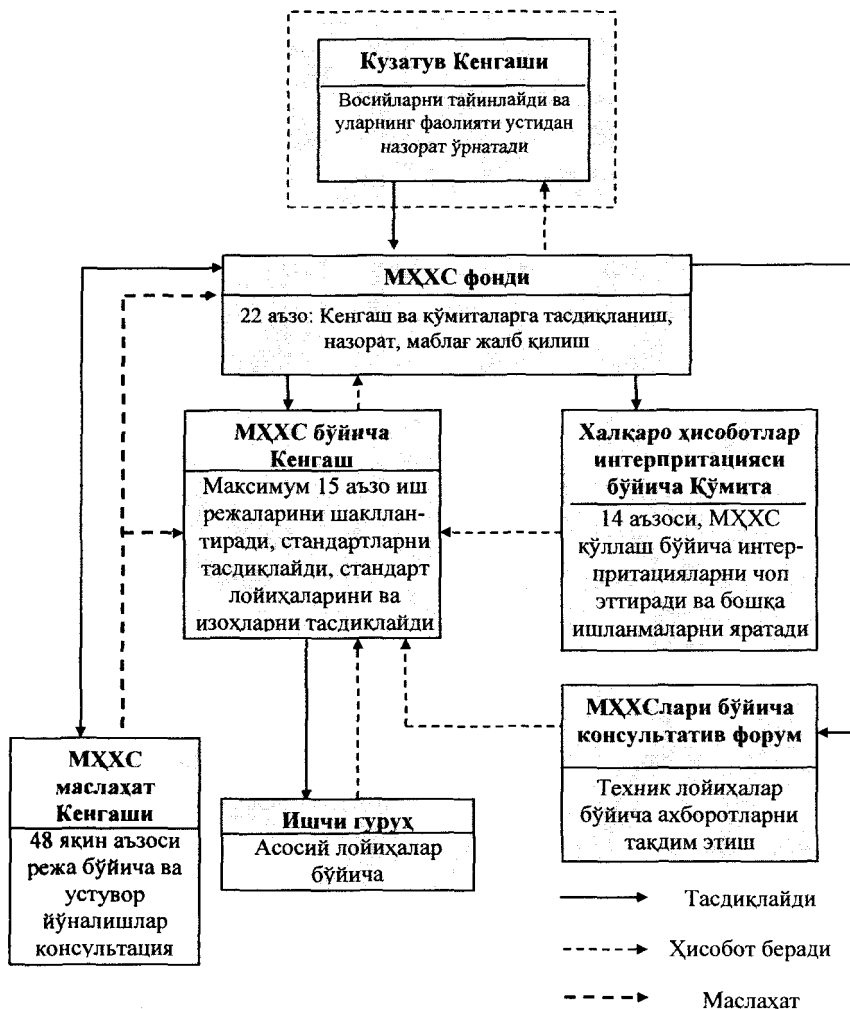 Кузатув Кенгаши
Восийларни тайинлайди ва
уларнинг фаолияти устидан
назорат ўрнатади
МҲХС фонди
22 аъзо: Кенгаш ва қўмиталарга тасдиқланиш,
назорат, маблағ жалб қилиш
МҲХС бўйича
Кенгаш
Максимум 15 аъзо иш
режаларини шакллан-
тиради, стандартларни
тасдиқлайди, стандарт
лойиҳаларини ва
изоҳларни тасдиқлайди
Халқаро ҳисоботлар
интерпритацияси
бўйича Қўмита
14 аъзоси, МҲХС
қўллаш бўйича интер-
притацияларни чоп
эттиради ва бошқа
ишланмаларни яратади
МҲХСлари бўйича
консультатив форум
Техник лойиҳалар
бўйича ахборотларни
тақдим этиш
МҲХС
маслаҳат
Кенгаши
48 яқин аъзоси
режа бўйича ва
устувор
йўналишлар
консультация
Ишчи гуруҳ
Асосий лойиҳалар
бўйича
Тасдиқлайди
Ҳисобот беради
Маслаҳат